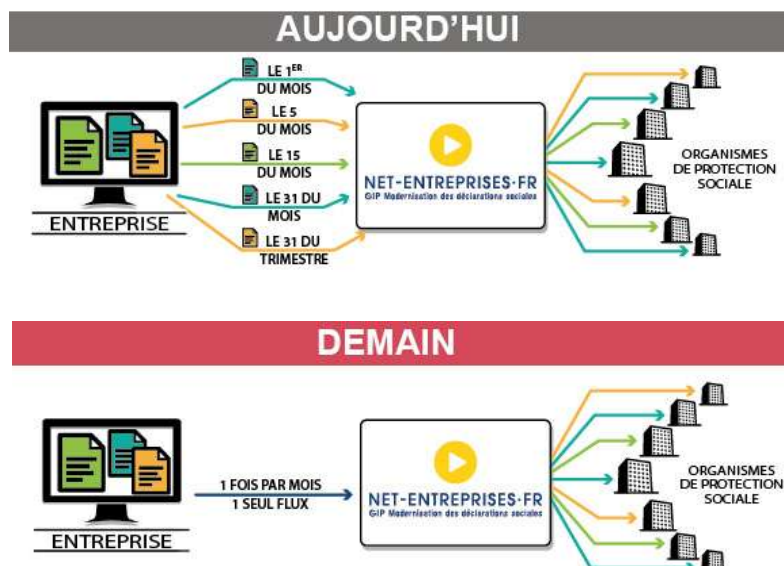 AUJOURD'HUI
LE 1ER
DU MOIS
LE 5
DU MOIS
LE 15
DU MOIS
LE 31 DU
MOIS
LE 31 DU
TRIMESTRE
ENTREPRISE
NET-ENTREPRISES·FR
GIP Modernisation des déclarations sociales
ORGANISMES
DE PROTECTION
SOCIALE
DEMAIN
1 FOIS PAR MOIS
1 SEUL FLUX
ENTREPRISE
NET-ENTREPRISES·FR
GIP Modernisation des déclarations sociales
ORGANISMES
DE PROTECTION
SOCIALE